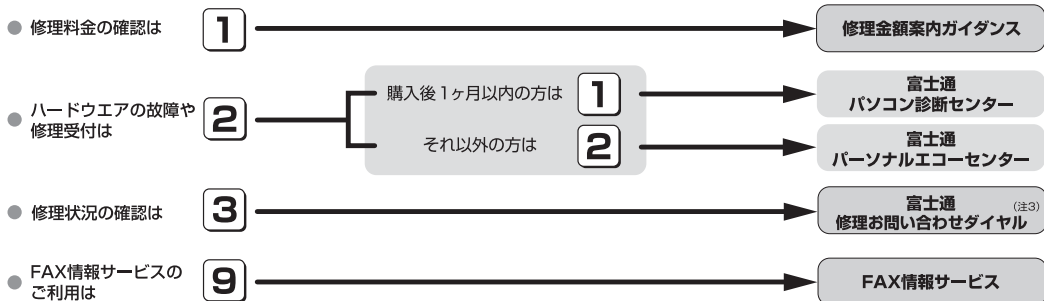 修理料金の確認は 1 修理金額案内ガイダンス
ハードウエアの故障や
修理受付は
2
購入後1ヶ月以内の方は 1
富士通
パソコン診断センター
それ以外の方は 2
富士通
パーソナルエコーセンター
修理状況の確認は 3
富士通 (注3)
修理お問い合わせダイヤル
FAX情報サービスの
ご利用は
9
FAX情報サービス